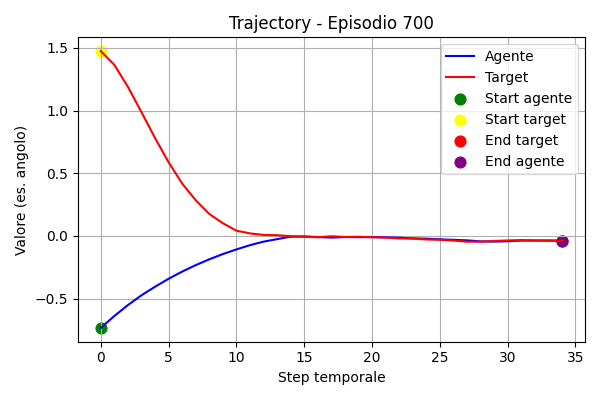 Trajectory - Episodio 700
Valore (es. angolo)
1.5
1.0
0.5
0.0
−0.5
Agente
Target
Start agente
Start target
End target
End agente
0 5 10 15 20 25 30 35
Step temporale